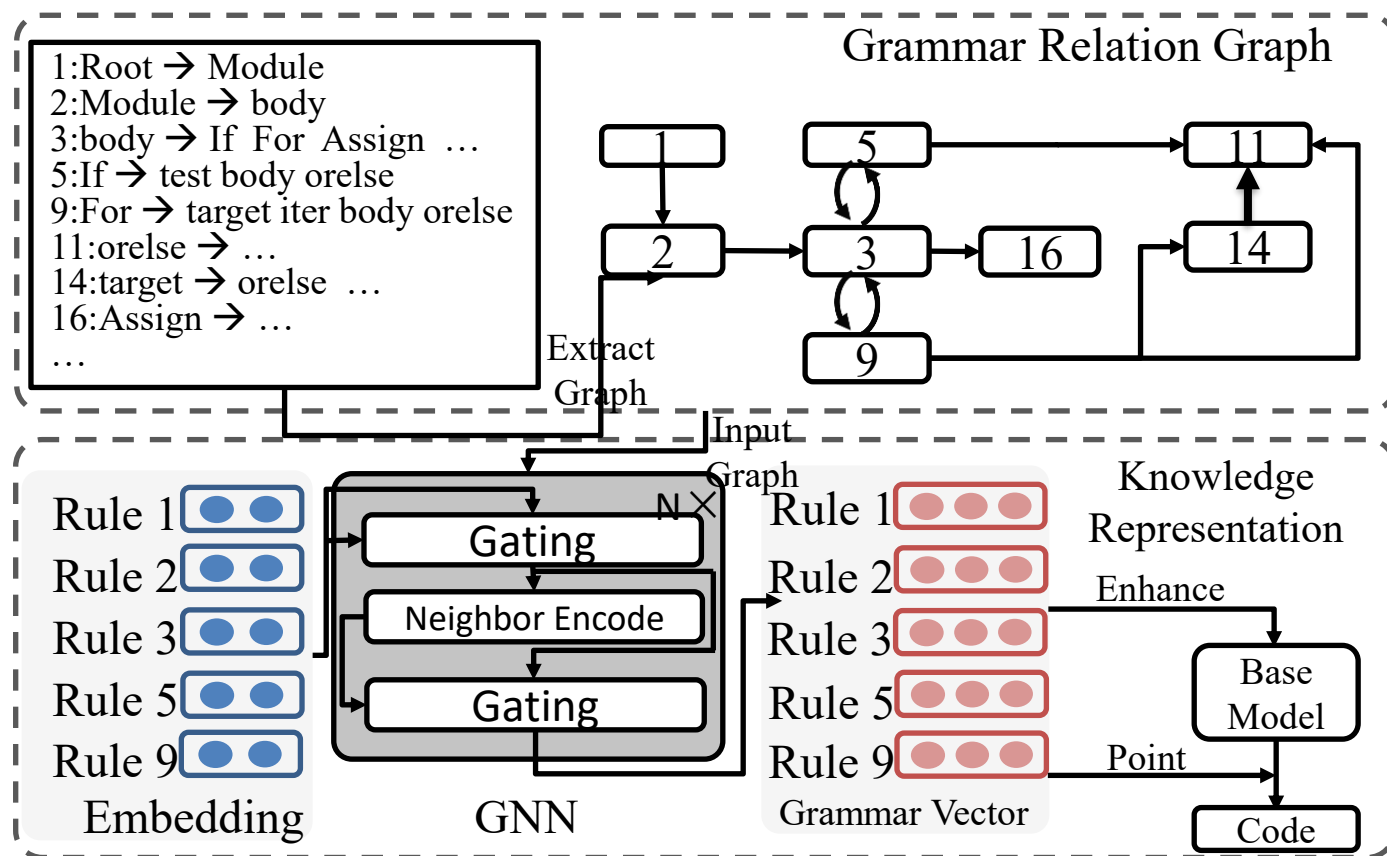 Grammar Relation Graph
1:Root → Module
2:Module → body
3:body → If For Assign …
5:If → test body orelse
9:For → target iter body orelse
11:orelse → …
14:target → orelse …
16:Assign → …
…
1
5
11
2
3
16
14
9
Extract
Graph
Input
Graph
Knowledge
Representation
Rule 1
Rule 2
Rule 3
Rule 5
Rule 9
Embedding
N ×
Gating
Neighbor Encode
Gating
GNN
Rule 1
Rule 2
Rule 3
Rule 5
Rule 9
Grammar Vector
Enhance
Base
Model
Point
Code